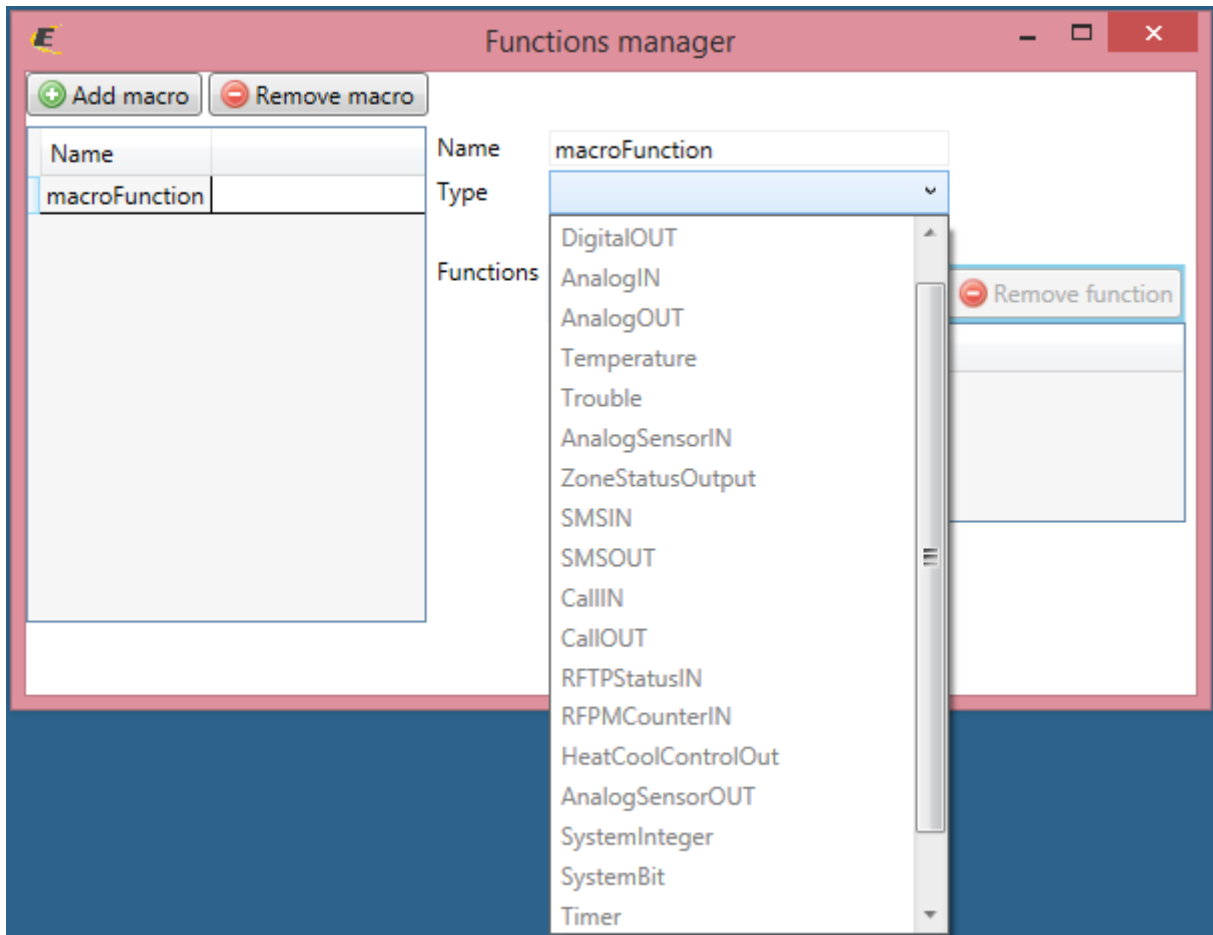 E
Functions manager
Add macro Remove macro
Name
macroFunction
Name macroFunction
Type
Functions
Remove function
DigitalOUT
AnalogIN
AnalogOUT
Temperature
Trouble
AnalogSensorIN
ZoneStatusOutput
SMSIN
SMSOUT
CallIN
CallOUT
RFTPStatusIN
RFPMCounterIN
HeatCoolControlOut
AnalogSensorOUT
SystemInteger
SystemBit
Timer